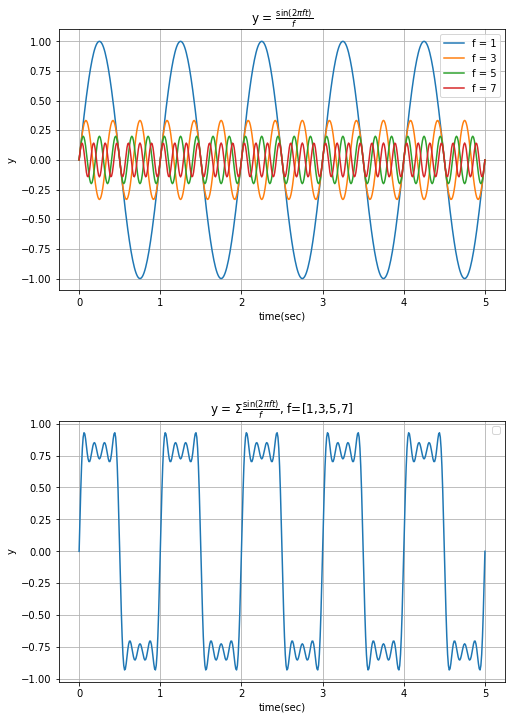 y = sin(2πft)/f
1.00
0.75
0.50
0.25
0.00
−0.25
−0.50
−0.75
−1.00
y
f = 1
f = 3
f = 5
f = 7
0 1 2 3 4 5
time(sec)
y = Σ sin(2πft)/f, f=[1,3,5,7]
1.00
0.75
0.50
0.25
0.00
−0.25
−0.50
−0.75
−1.00
y
0 1 2 3 4 5
time(sec)